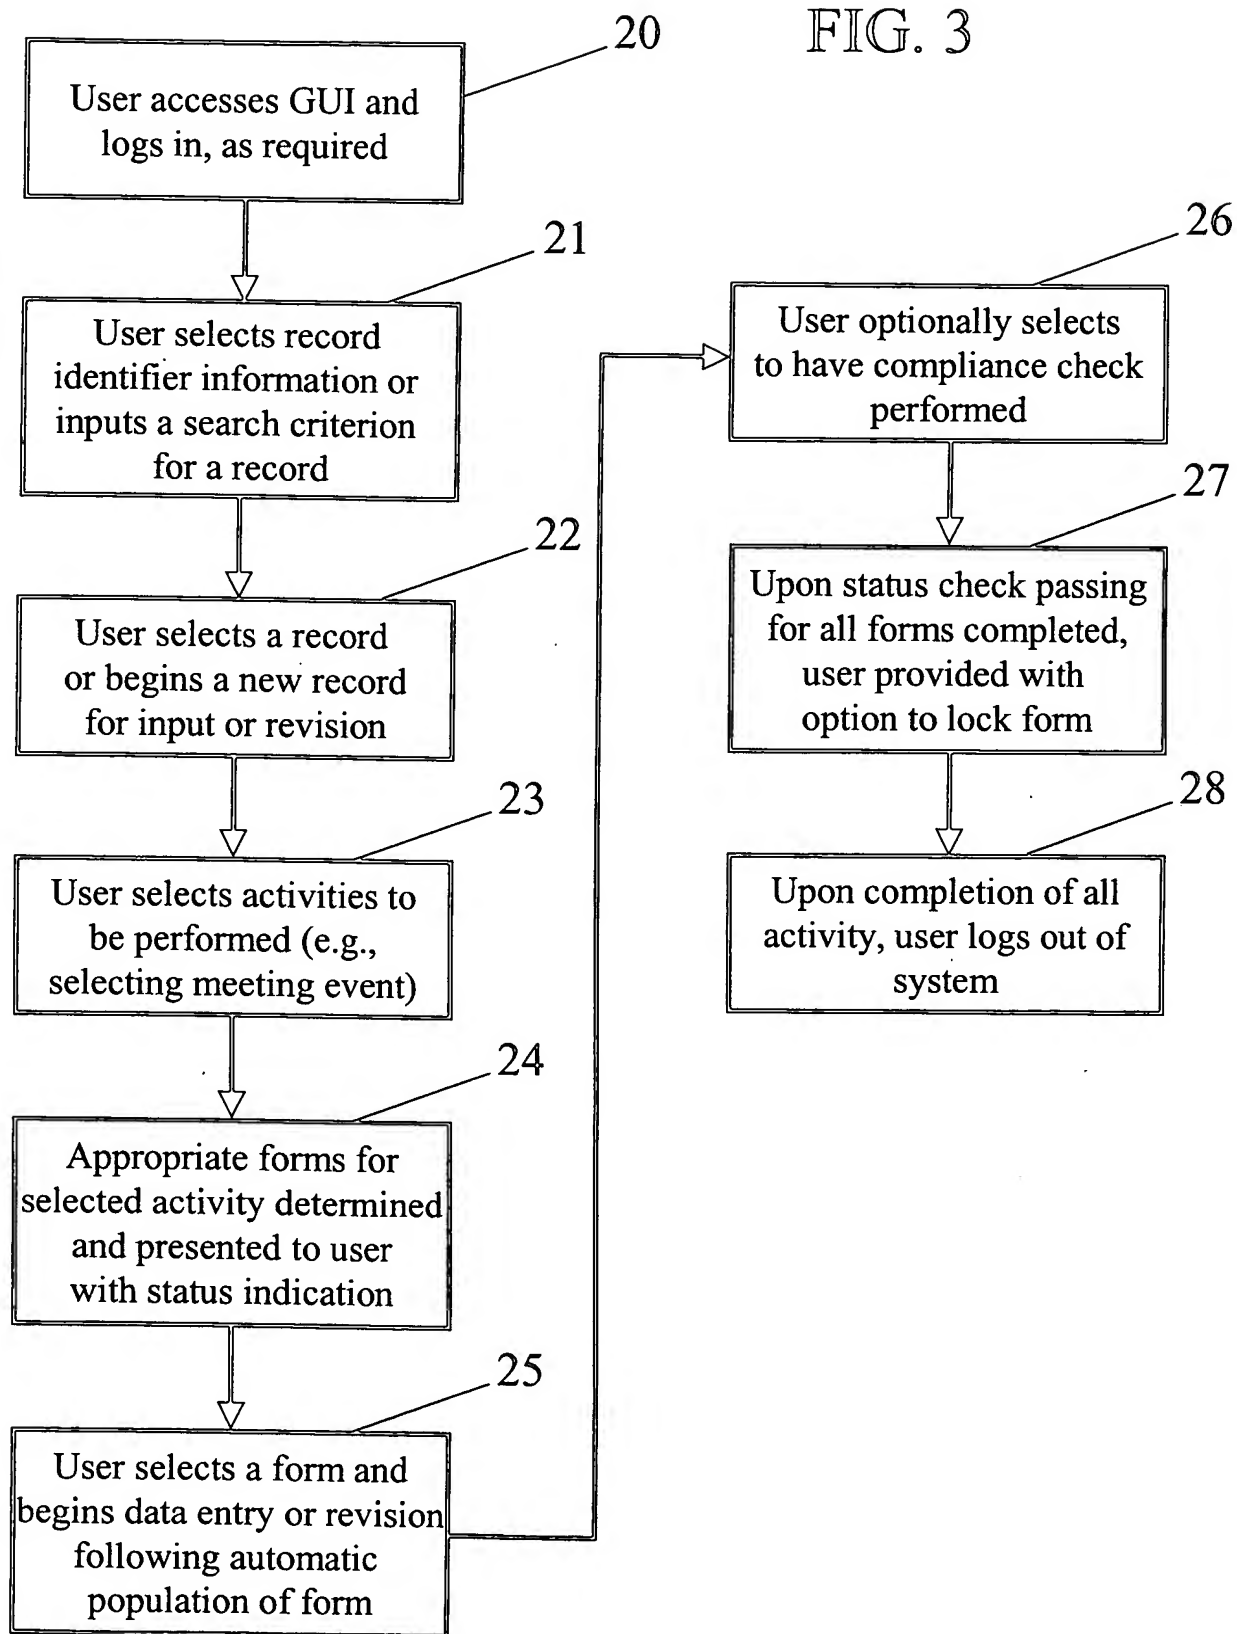 FIG. 3
20
User accesses GUI and
logs in, as required
21
User selects record
identifier information or
inputs a search criterion
for a record
22
User selects a record
or begins a new record
for input or revision
23
User selects activities to
be performed (e.g.,
selecting meeting event)
24
Appropriate forms for
selected activity determined
and presented to user
with status indication
25
User selects a form and
begins data entry or revision
following automatic
population of form
26
User optionally selects
to have compliance check
performed
27
Upon status check passing
for all forms completed,
user provided with
option to lock form
28
Upon completion of all
activity, user logs out of
system